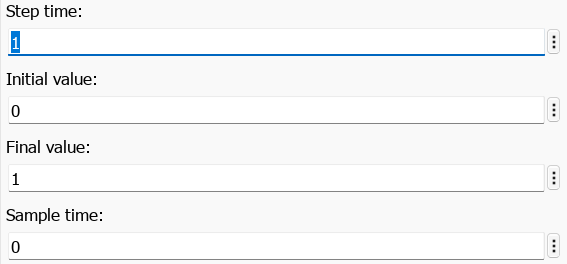 Step time:
1
Initial value:
0
Final value:
1
Sample time:
0